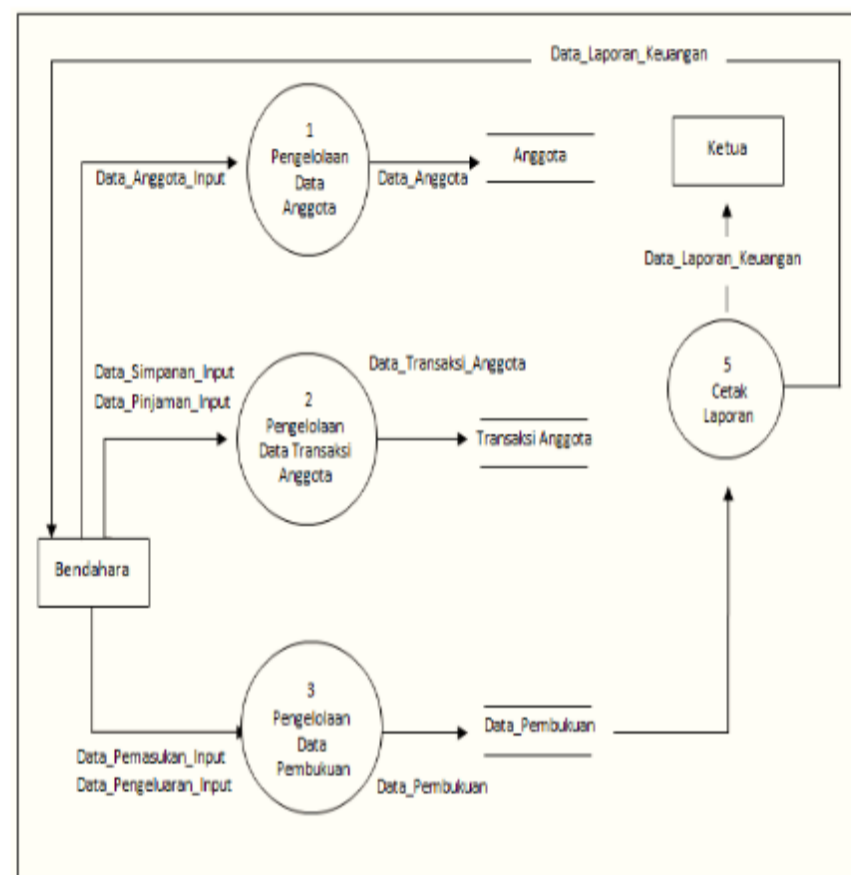 Data_Laporan_Keuangan
1
Pengelolaan
Data
Anggota
Data_Anggota_Input
Data_Anggota
Anggota
Ketua
Data_Laporan_Keuangan
Data_Simpanan_Input
Data_Pinjaman_Input
2
Pengelolaan
Data Transaksi
Anggota
Data_Transaksi_Anggota
Transaksi Anggota
5
Cetak
Laporan
Bendahara
3
Pengelolaan
Data
Pembukuan
Data_Pemasukan_Input
Data_Pengeluaran_Input
Data_Pembukuan
Data_Pembukuan